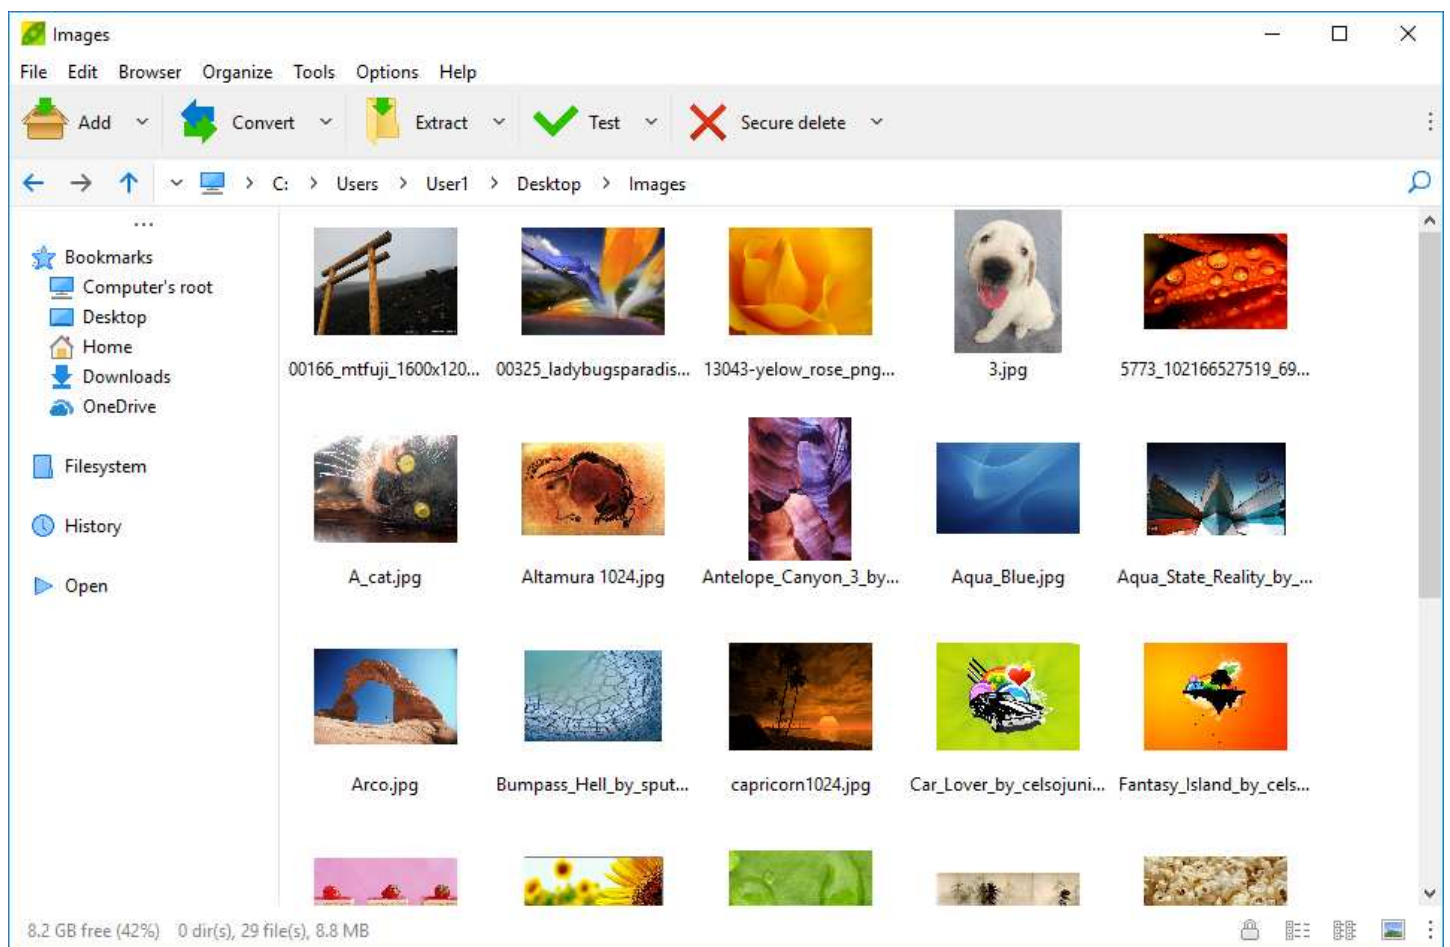 Images
File Edit Browser Organize Tools Options Help
Add Convert Extract Test Secure delete
C: > Users > User1 > Desktop > Images
...
Bookmarks
Computer's root
Desktop
Home
Downloads
OneDrive
Filesystem
History
Open
00166_mtfuji_1600x120... 00325_ladybugsparadis... 13043-yelow_rose_png... 3.jpg 5773_102166527519_69...
A_cat.jpg Altamura 1024.jpg Antelope_Canyon_3_by... Aqua_Blue.jpg Aqua_State_Reality_by_...
Arco.jpg Bumpass_Hell_by_sput... capricorn1024.jpg Car_Lover_by_celsojuni... Fantasy_Island_by_cels...
8.2 GB free (42%) 0 dir(s), 29 file(s), 8.8 MB